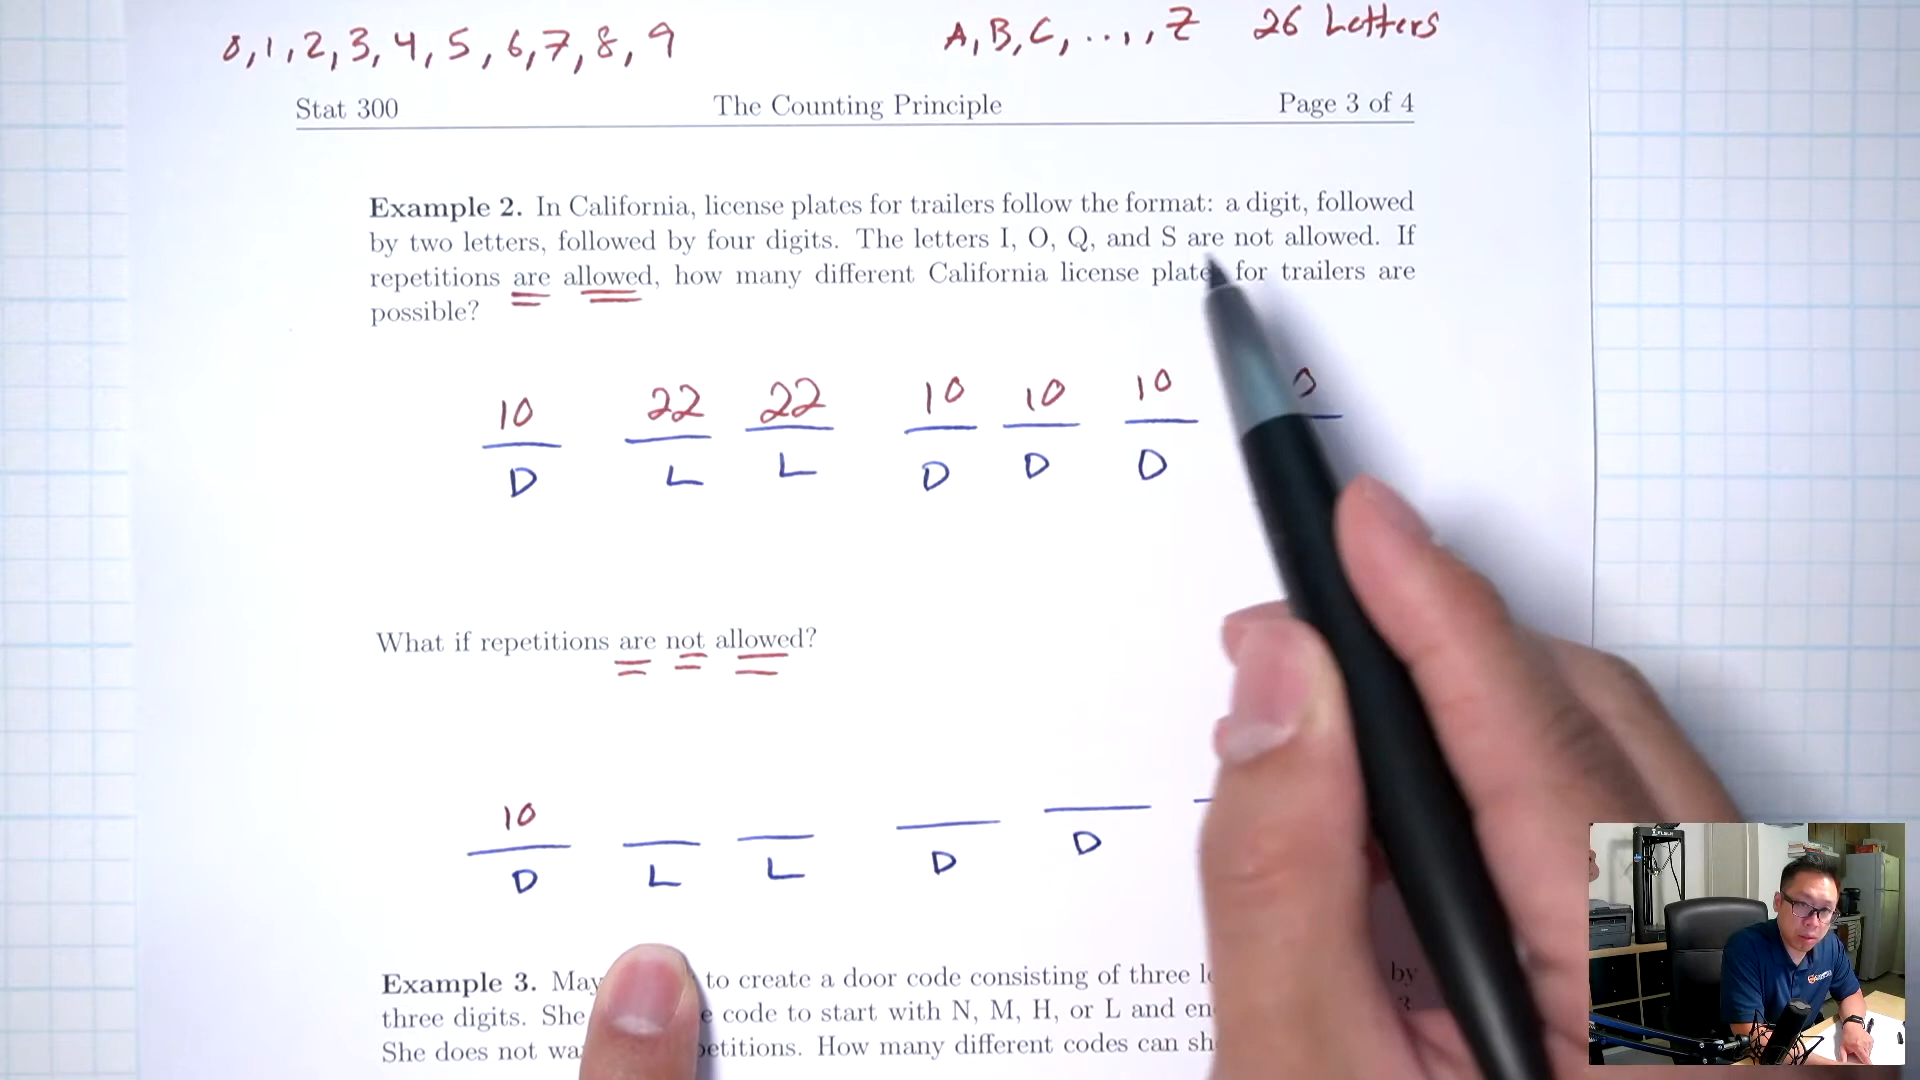 0, 1, 2, 3, 4, 5, 6, 7, 8, 9 A, B, C, ..., Z 26 Letters
Stat 300 The Counting Principle Page 3 of 4
Example 2. In California, license plates for trailers follow the format: a digit, followed
by two letters, followed by four digits. The letters I, O, Q, and S are not allowed. If
repetitions are allowed, how many different California license plates for trailers are
possible?
10 22 22 10 10 10
D L L D D D
What if repetitions are not allowed?
10
D L L D D
Example 3. May to create a door code consisting of three by
three digits. She code to start with N, M, H, or L and
She does not How many different codes can